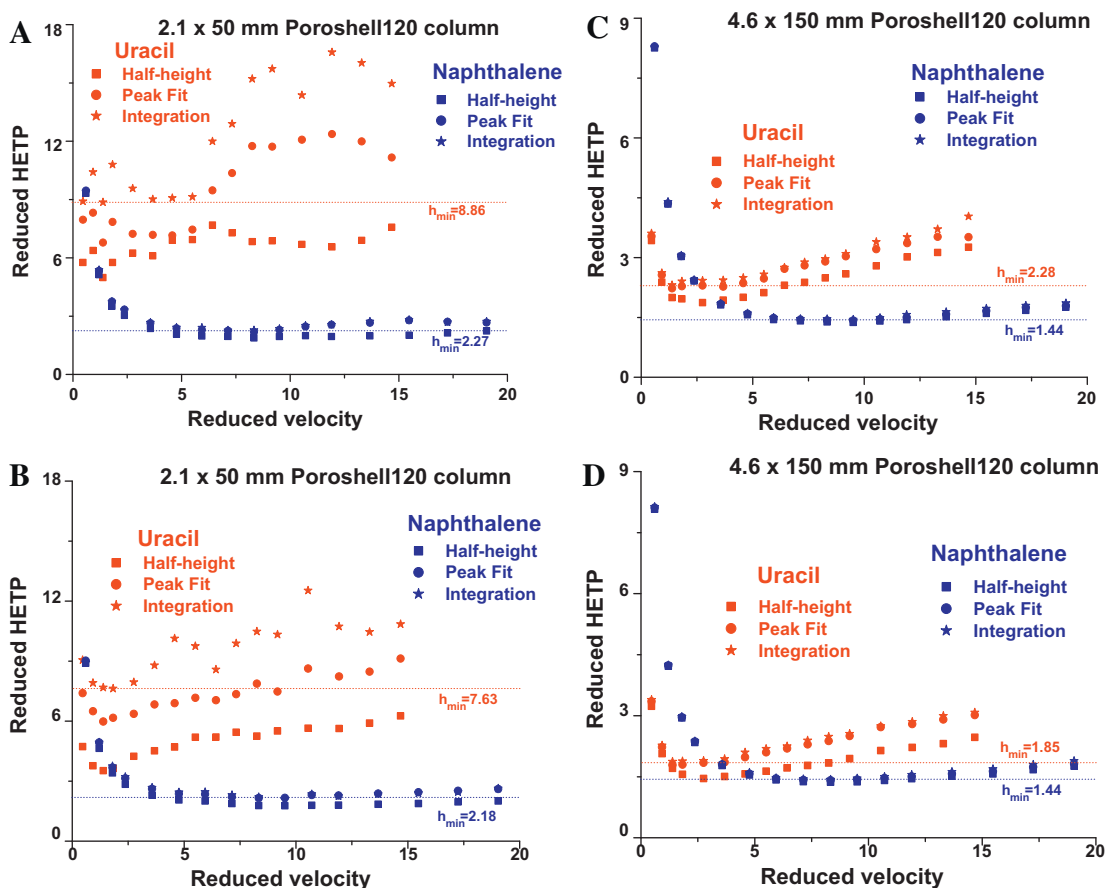 A
2.1 x 50 mm Poroshell120 column
Uracil
Half-height
Peak Fit
Integration
Naphthalene
Half-height
Peak Fit
Integration
hmin=8.86
hmin=2.27
Reduced HETP
18
15
12
9
6
3
0
0 5 10 15 20
Reduced velocity
C
4.6 x 150 mm Poroshell120 column
Naphthalene
Half-height
Peak Fit
Integration
Uracil
Half-height
Peak Fit
Integration
hmin=2.28
hmin=1.44
Reduced HETP
9
6
3
0
0 5 10 15 20
Reduced velocity
B
2.1 x 50 mm Poroshell120 column
Uracil
Half-height
Peak Fit
Integration
Naphthalene
Half-height
Peak Fit
Integration
hmin=7.63
hmin=2.18
Reduced HETP
18
12
6
0
0 5 10 15 20
Reduced velocity
D
4.6 x 150 mm Poroshell120 column
Naphthalene
Half-height
Peak Fit
Integration
Uracil
Half-height
Peak Fit
Integration
hmin=1.85
hmin=1.44
Reduced HETP
9
6
3
0
0 5 10 15 20
Reduced velocity